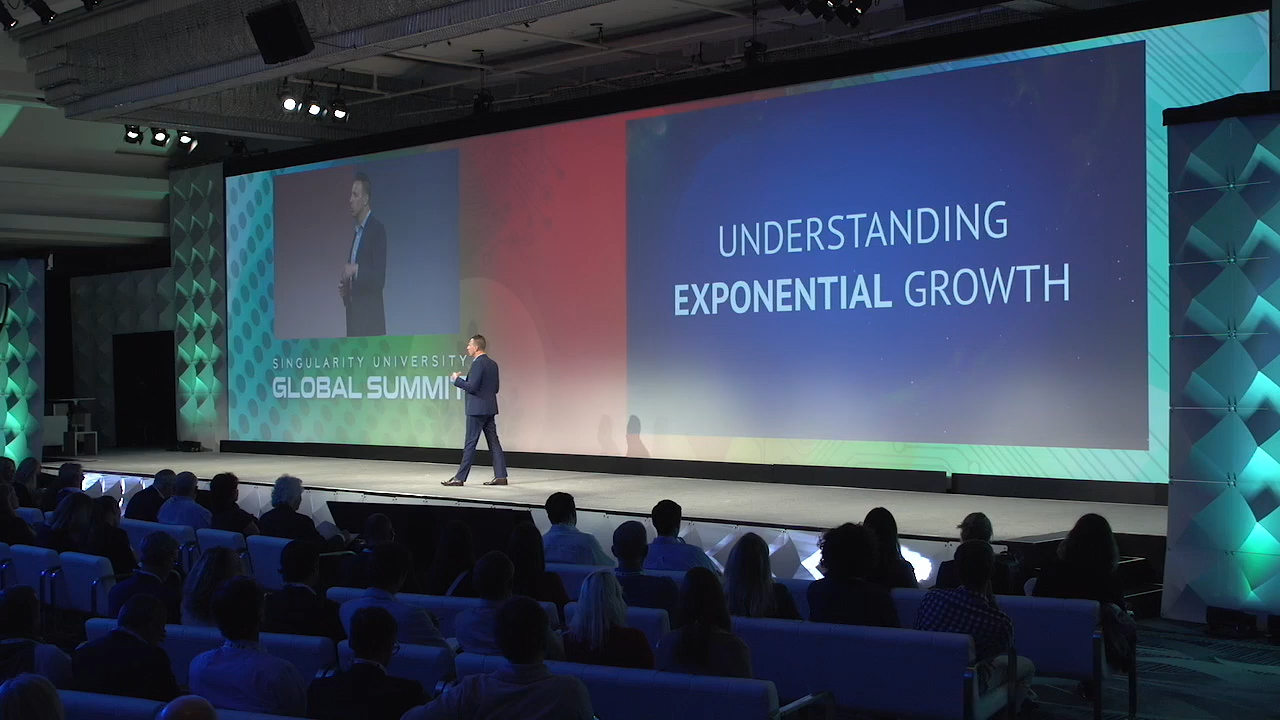 SINGULARITY UNIVERSITY
GLOBAL SUMMIT
UNDERSTANDING
EXPONENTIAL GROWTH